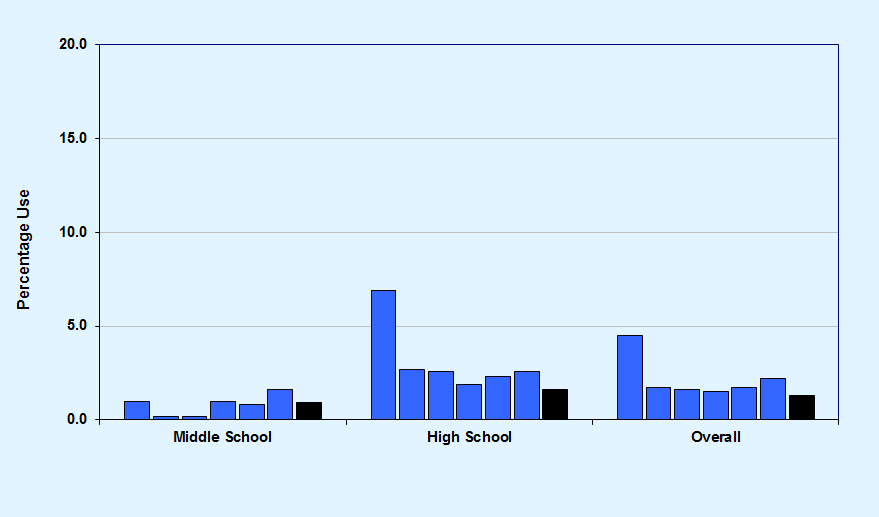 20.0
15.0
10.0
5.0
0.0
Percentage Use
Middle School
High School
Overall